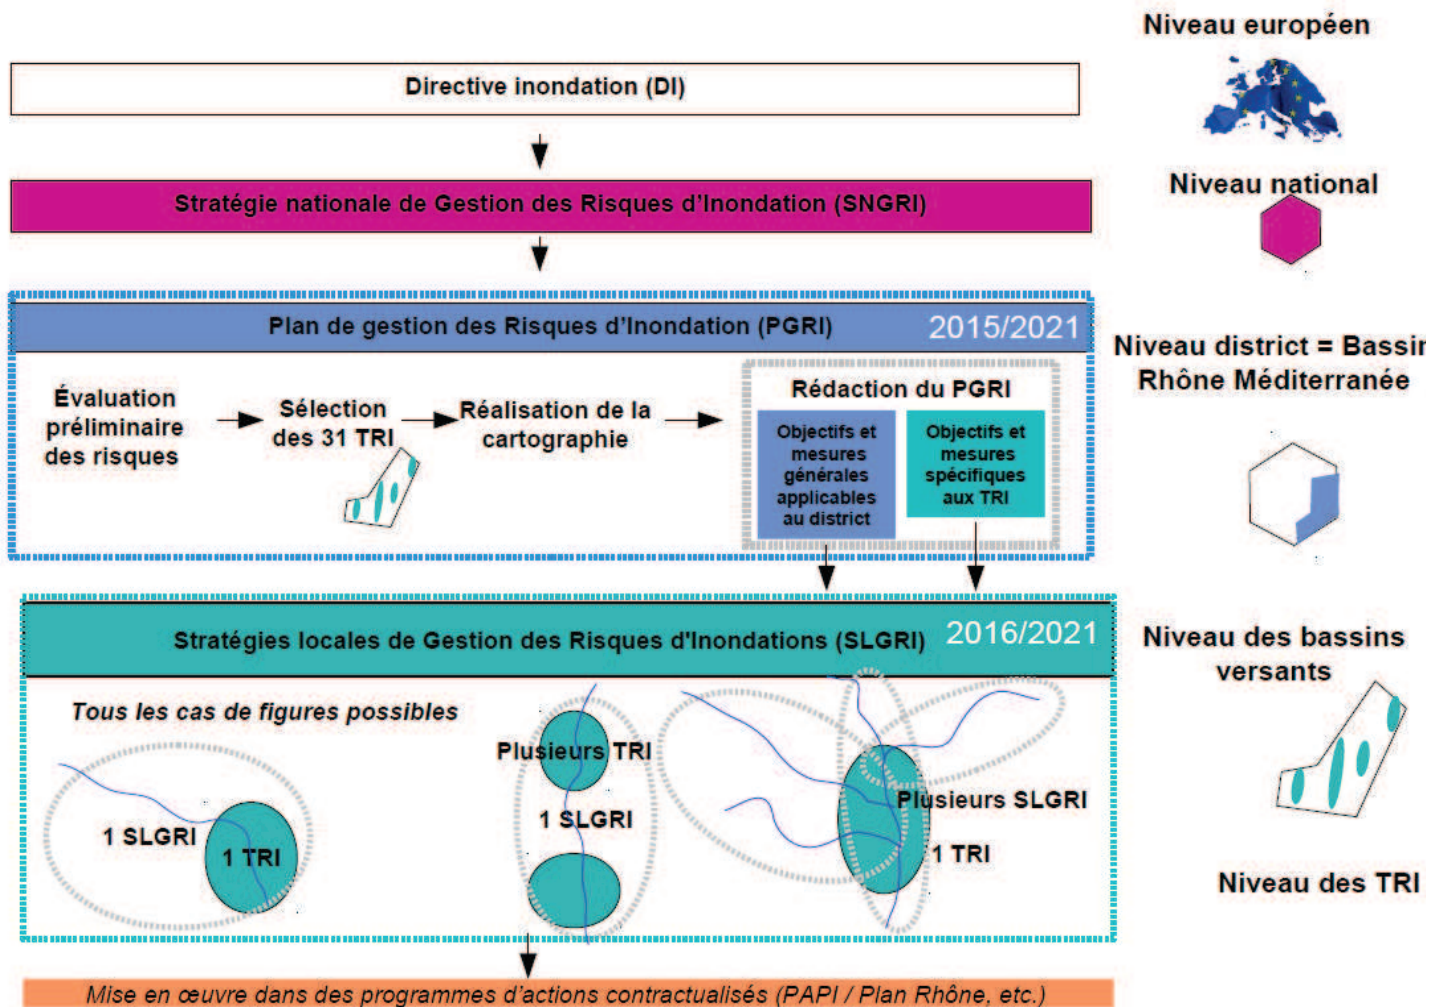 Niveau européen
Directive inondation (DI)
Niveau national
Stratégie nationale de Gestion des Risques d'Inondation (SNGRI)
Plan de gestion des Risques d'Inondation (PGRI) 2015/2021
Niveau district = Bassin
Rhône Méditerranée
Évaluation
préliminaire
des risques
Sélection
des 31 TRI
Réalisation de la
cartographie
Rédaction du PGRI
Objectifs et
mesures
générales
applicables
au district
Objectifs et
mesures
spécifiques
aux TRI
Stratégies locales de Gestion des Risques d'Inondations (SLGRI) 2016/2021
Niveau des bassins
versants
Tous les cas de figures possibles
1 SLGRI
1 TRI
Plusieurs TRI
1 SLGRI
Plusieurs SLGRI
1 TRI
Niveau des TRI
Mise en œuvre dans des programmes d'actions contractualisés (PAPI / Plan Rhône, etc.)